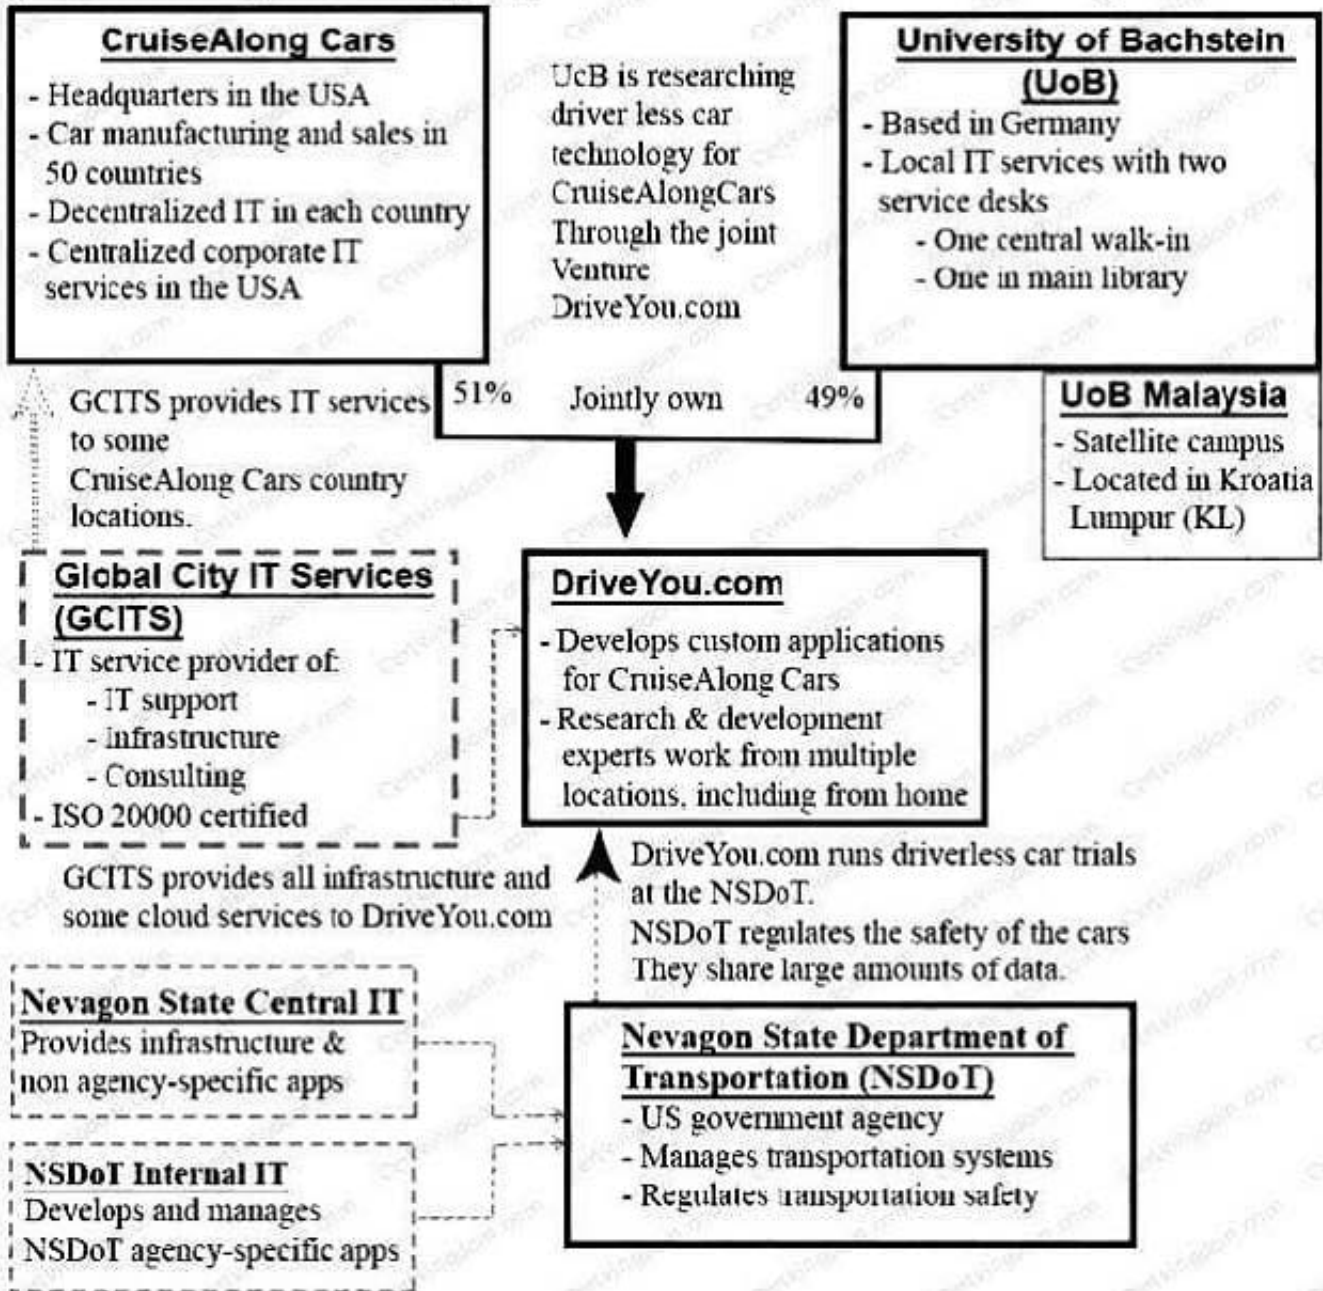 CruiseAlong Cars
- Headquarters in the USA
- Car manufacturing and sales in
50 countries
- Decentralized IT in each country
- Centralized corporate IT
services in the USA
UcB is researching
driver less car
technology for
CruiseAlongCars
Through the joint
Venture
DriveYou.com
University of Bachstein
(UoB)
- Based in Germany
- Local IT services with two
service desks
- One central walk-in
- One in main library
51% Jointly own 49%
UoB Malaysia
- Satellite campus
- Located in Kroatia
Lumpur (KL)
GCITS provides IT services
to some
CruiseAlong Cars country
locations.
Global City IT Services
(GCITS)
- IT service provider of:
- IT support
- Infrastructure
- Consulting
- ISO 20000 certified
DriveYou.com
- Develops custom applications
for CruiseAlong Cars
- Research & development
experts work from multiple
locations, including from home
GCITS provides all infrastructure and
some cloud services to DriveYou.com
DriveYou.com runs driverless car trials
at the NSDoT.
NSDoT regulates the safety of the cars
They share large amounts of data.
Nevagon State Central IT
Provides infrastructure &
non agency-specific apps
NSDoT Internal IT
Develops and manages
NSDoT agency-specific apps
Nevagon State Department of
Transportation (NSDoT)
- US government agency
- Manages transportation systems
- Regulates transportation safety